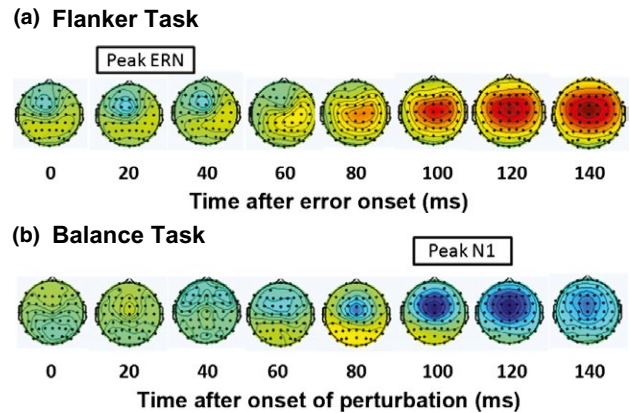 (a) Flanker Task
Peak ERN
0 20 40 60 80 100 120 140
Time after error onset (ms)
(b) Balance Task
Peak N1
0 20 40 60 80 100 120 140
Time after onset of perturbation (ms)